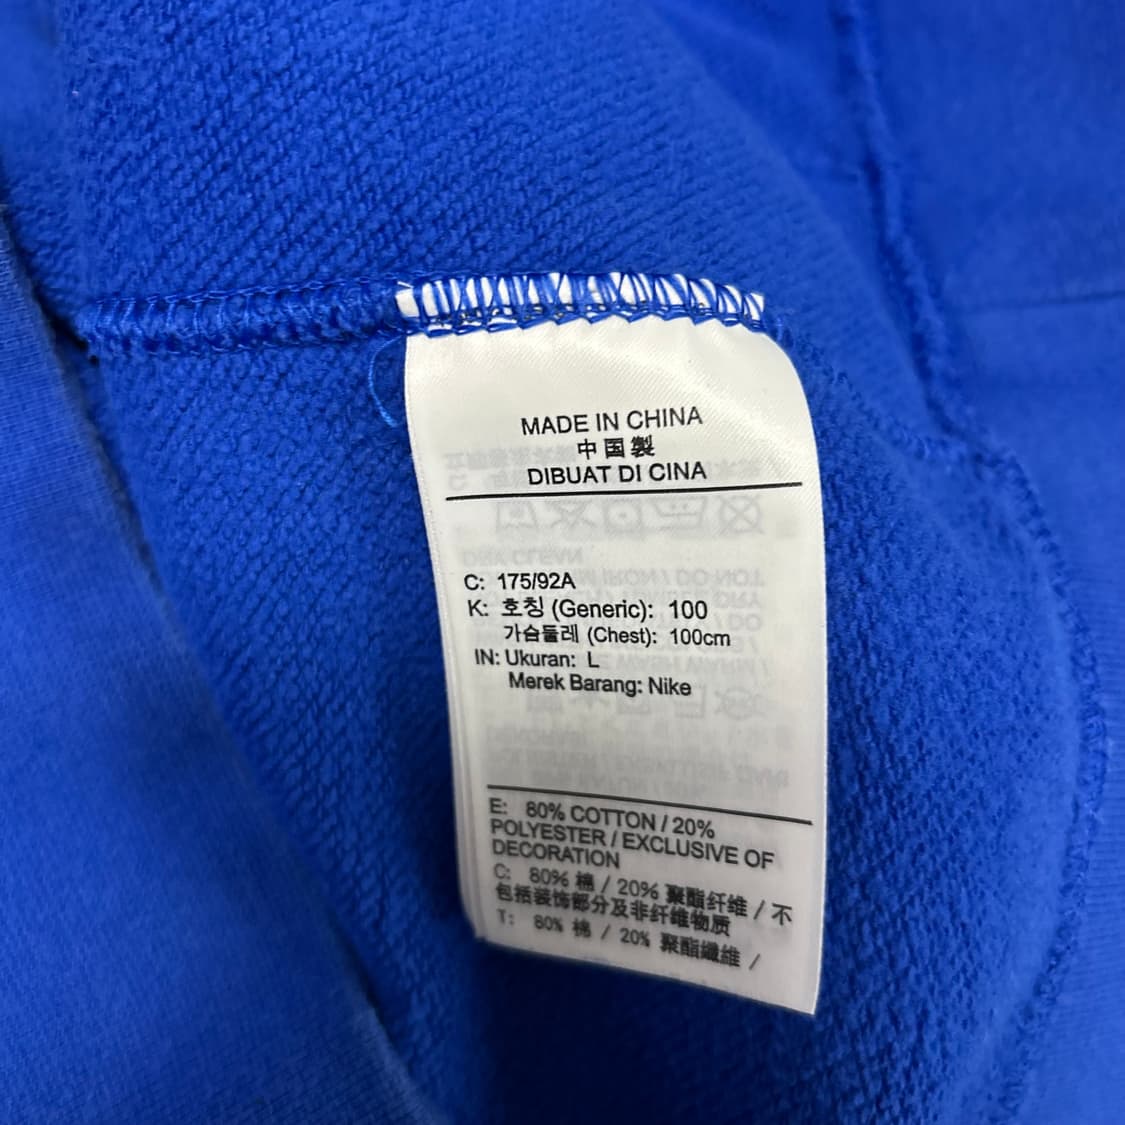 MADE IN CHINA
中国製
DIBUAT DI CINA
C: 175/92A
K: 호칭 (Generic): 100
가슴둘레 (Chest): 100cm
IN: Ukuran: L
Merek Barang: Nike
E: 80% COTTON / 20%
POLYESTER / EXCLUSIVE OF
DECORATION
C: 80% 棉 / 20% 聚酯纤维 / 不
包括装饰部分及非纤维物质
T: 80% 棉 / 20% 聚酯纖維 /